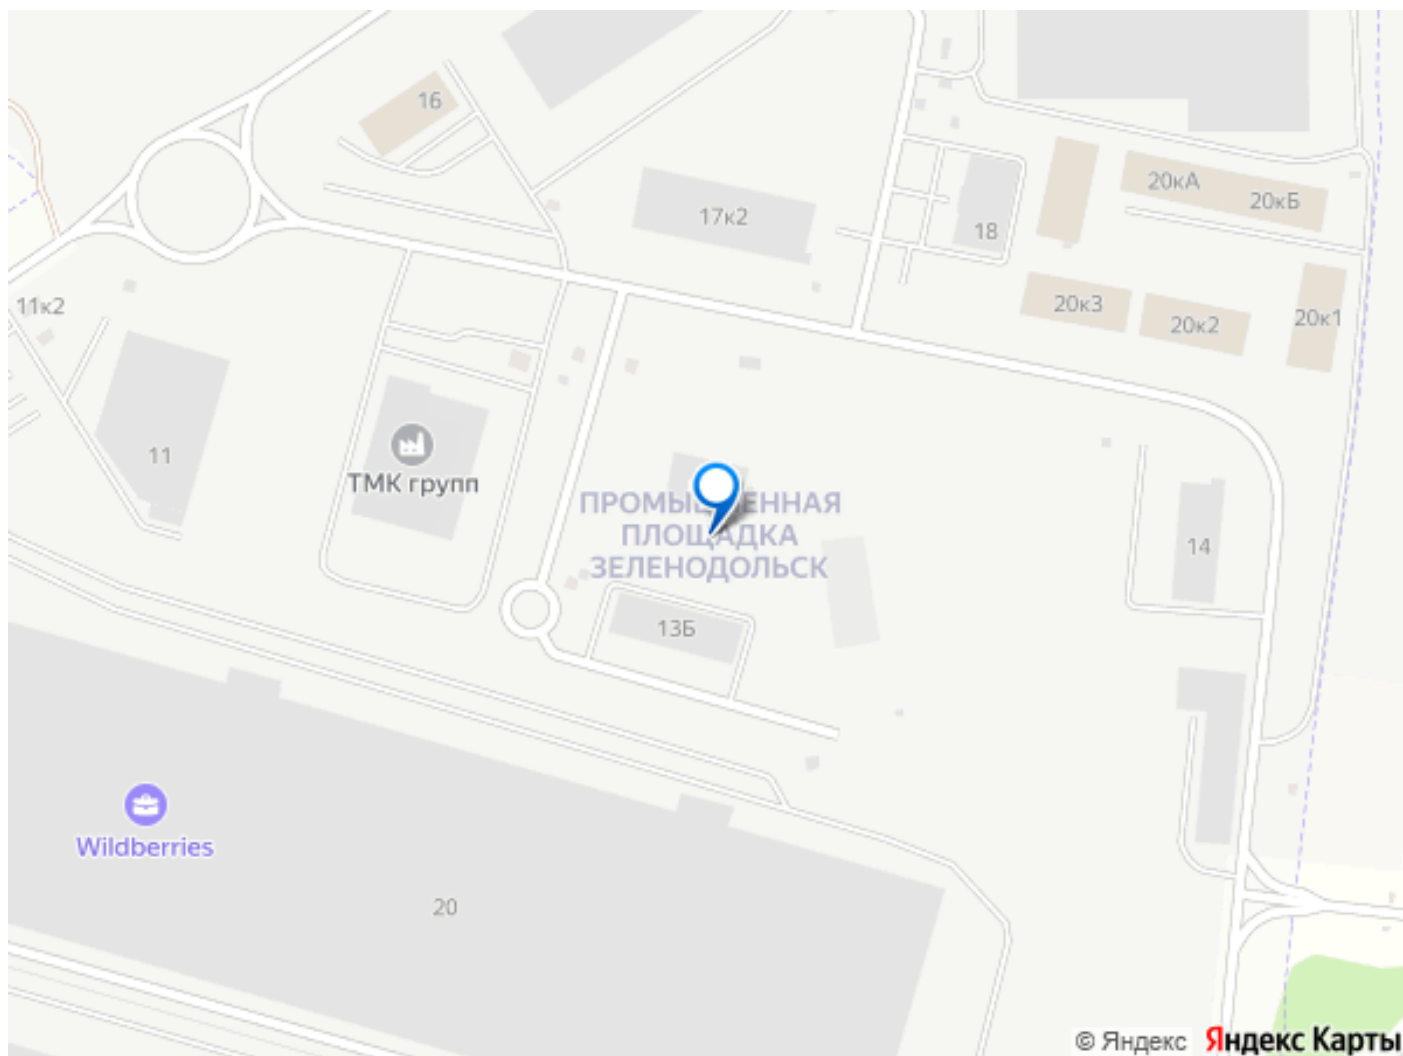 16
17к2
20кА
20кБ
18
11к2
20к3
20к2
20к1
11
ТМК групп
ПРОМЫШЛЕННАЯ
ПЛОЩАДКА
ЗЕЛЕНОДОЛЬСК
14
13Б
Wildberries
20
© Яндекс Яндекс Карты